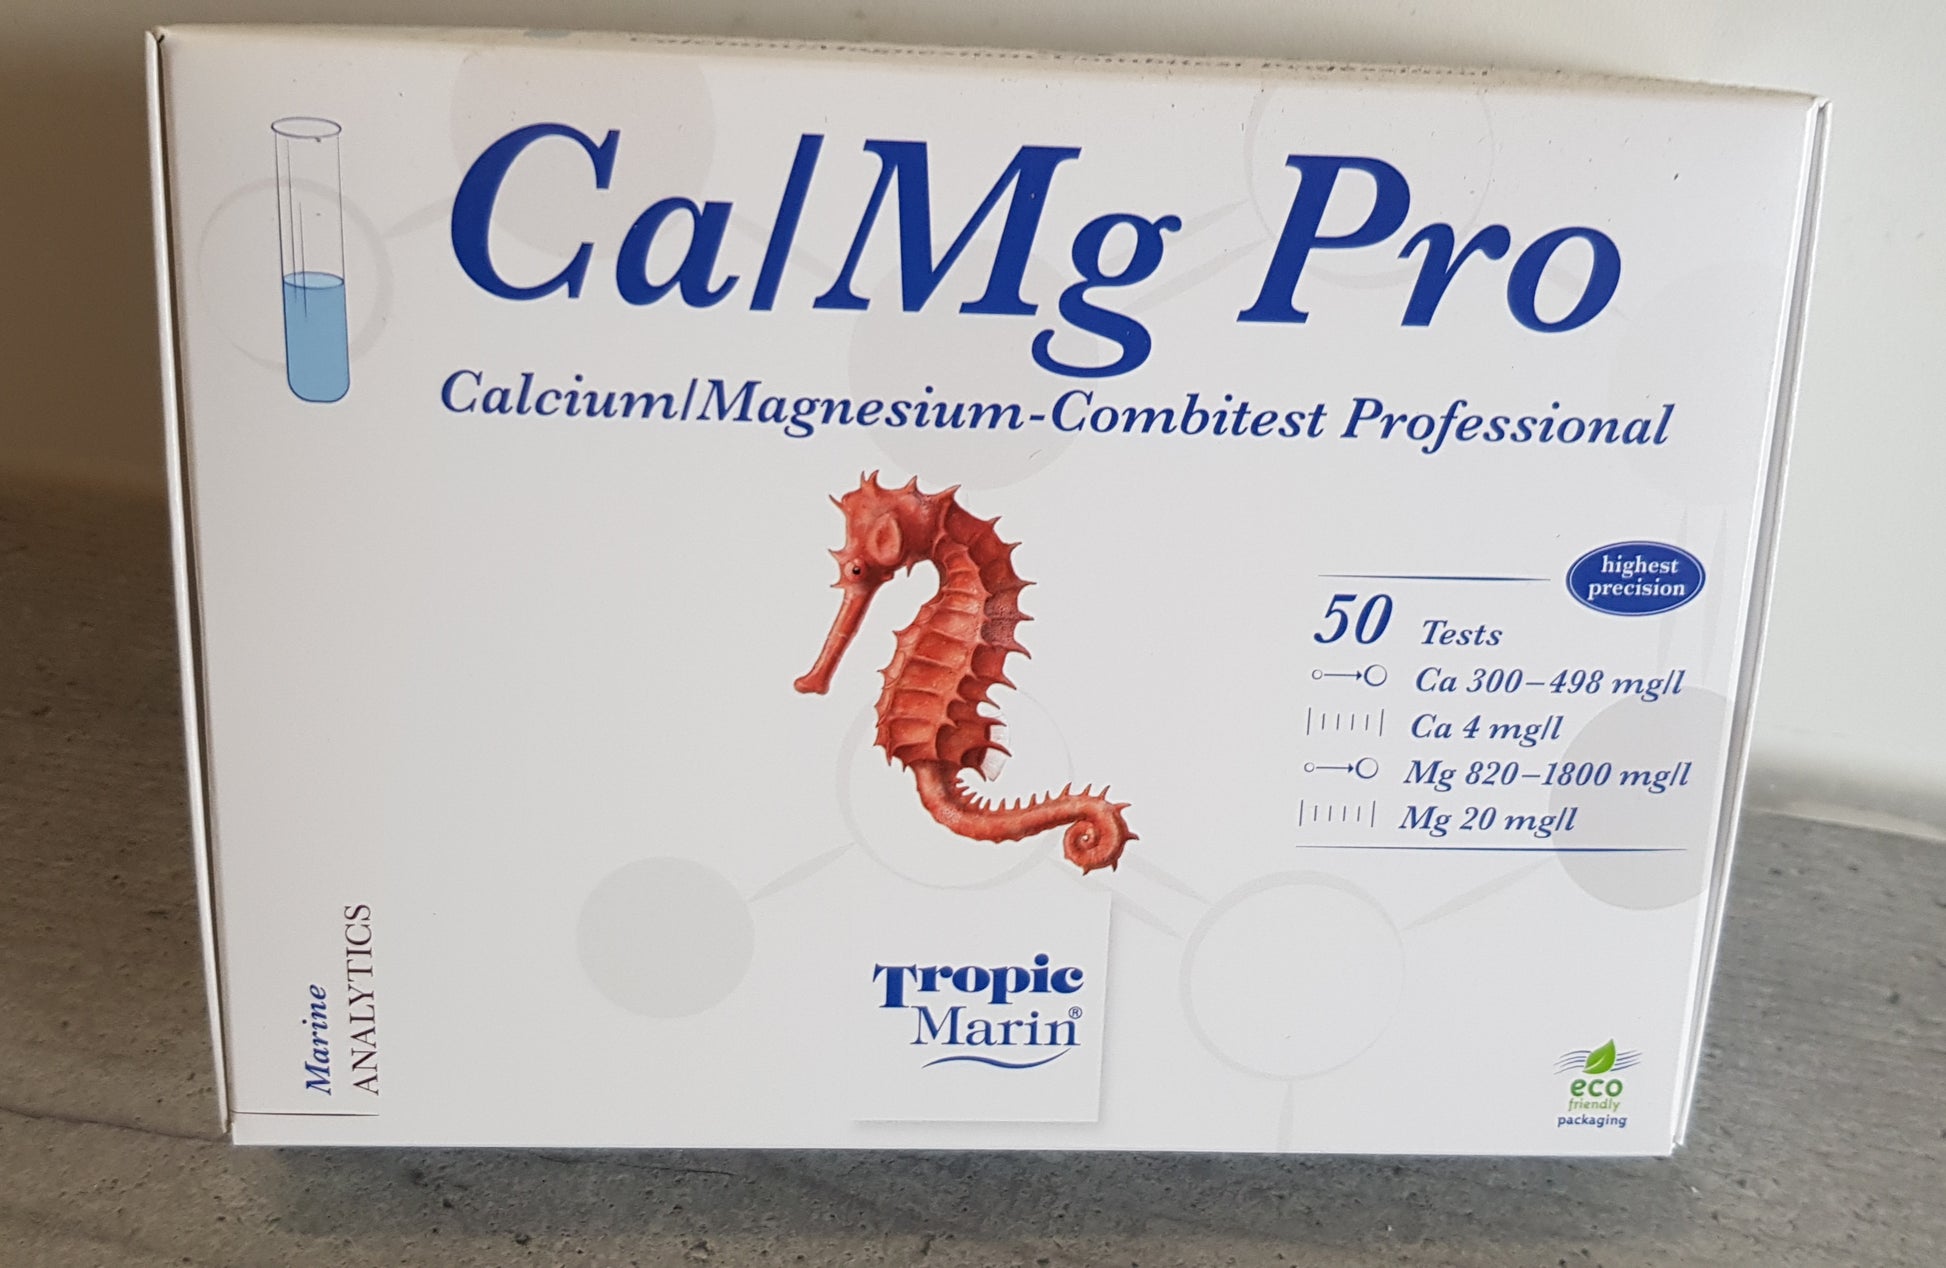 Ca/Mg Pro
Calcium/Magnesium-Combitest Professional
highest
precision
50 Tests
Ca 300–498 mg/l
Ca 4 mg/l
Mg 820–1800 mg/l
Mg 20 mg/l
Marine
ANALYTICS
Tropic
Marin®
eco
friendly
packaging